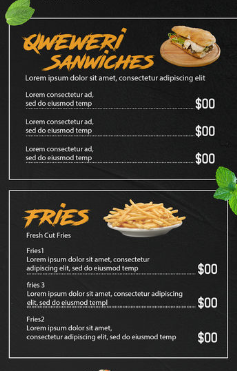 QWEWERI
SANWICHES
Lorem ipsum dolor sit amet, consectetur adipiscing elit
Lorem consectetur ad,
sed do eiusmod temp $00
Lorem consectetur ad,
sed do eiusmod temp $00
Lorem consectetur ad,
sed do eiusmod temp $00
FRIES
Fresh Cut Fries
Fries1
Lorem ipsum dolor sit amet, consectetur
adipiscing elit, sed do eiusmod temp $00
fries 3
Lorem ipsum dolor sit amet, consectetur adipiscing
elit, sed do eiusmod temp $00
Fries2
Lorem ipsum dolor sit amet,
consectetur adipiscing elit, sed do eiusmod temp $00